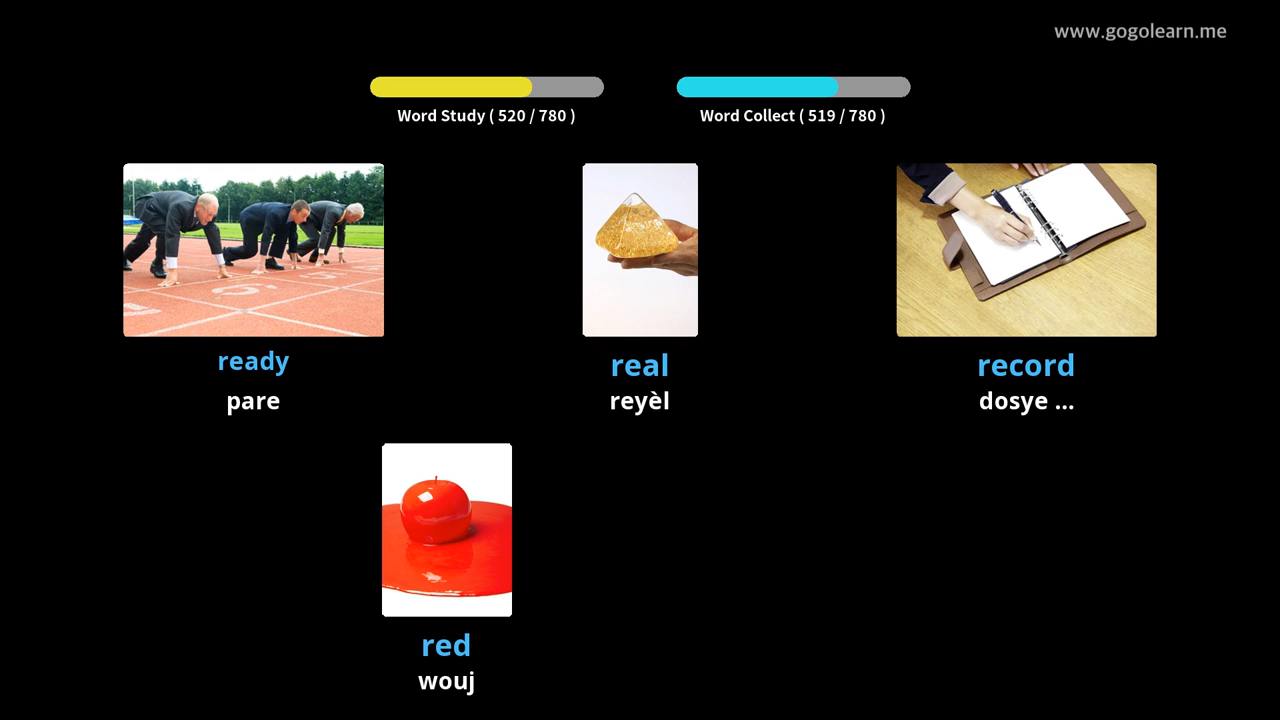 www.gogolearn.me
Word Study ( 520 / 780 )
Word Collect ( 519 / 780 )
ready
pare
real
reyèl
record
dosye ...
red
wouj